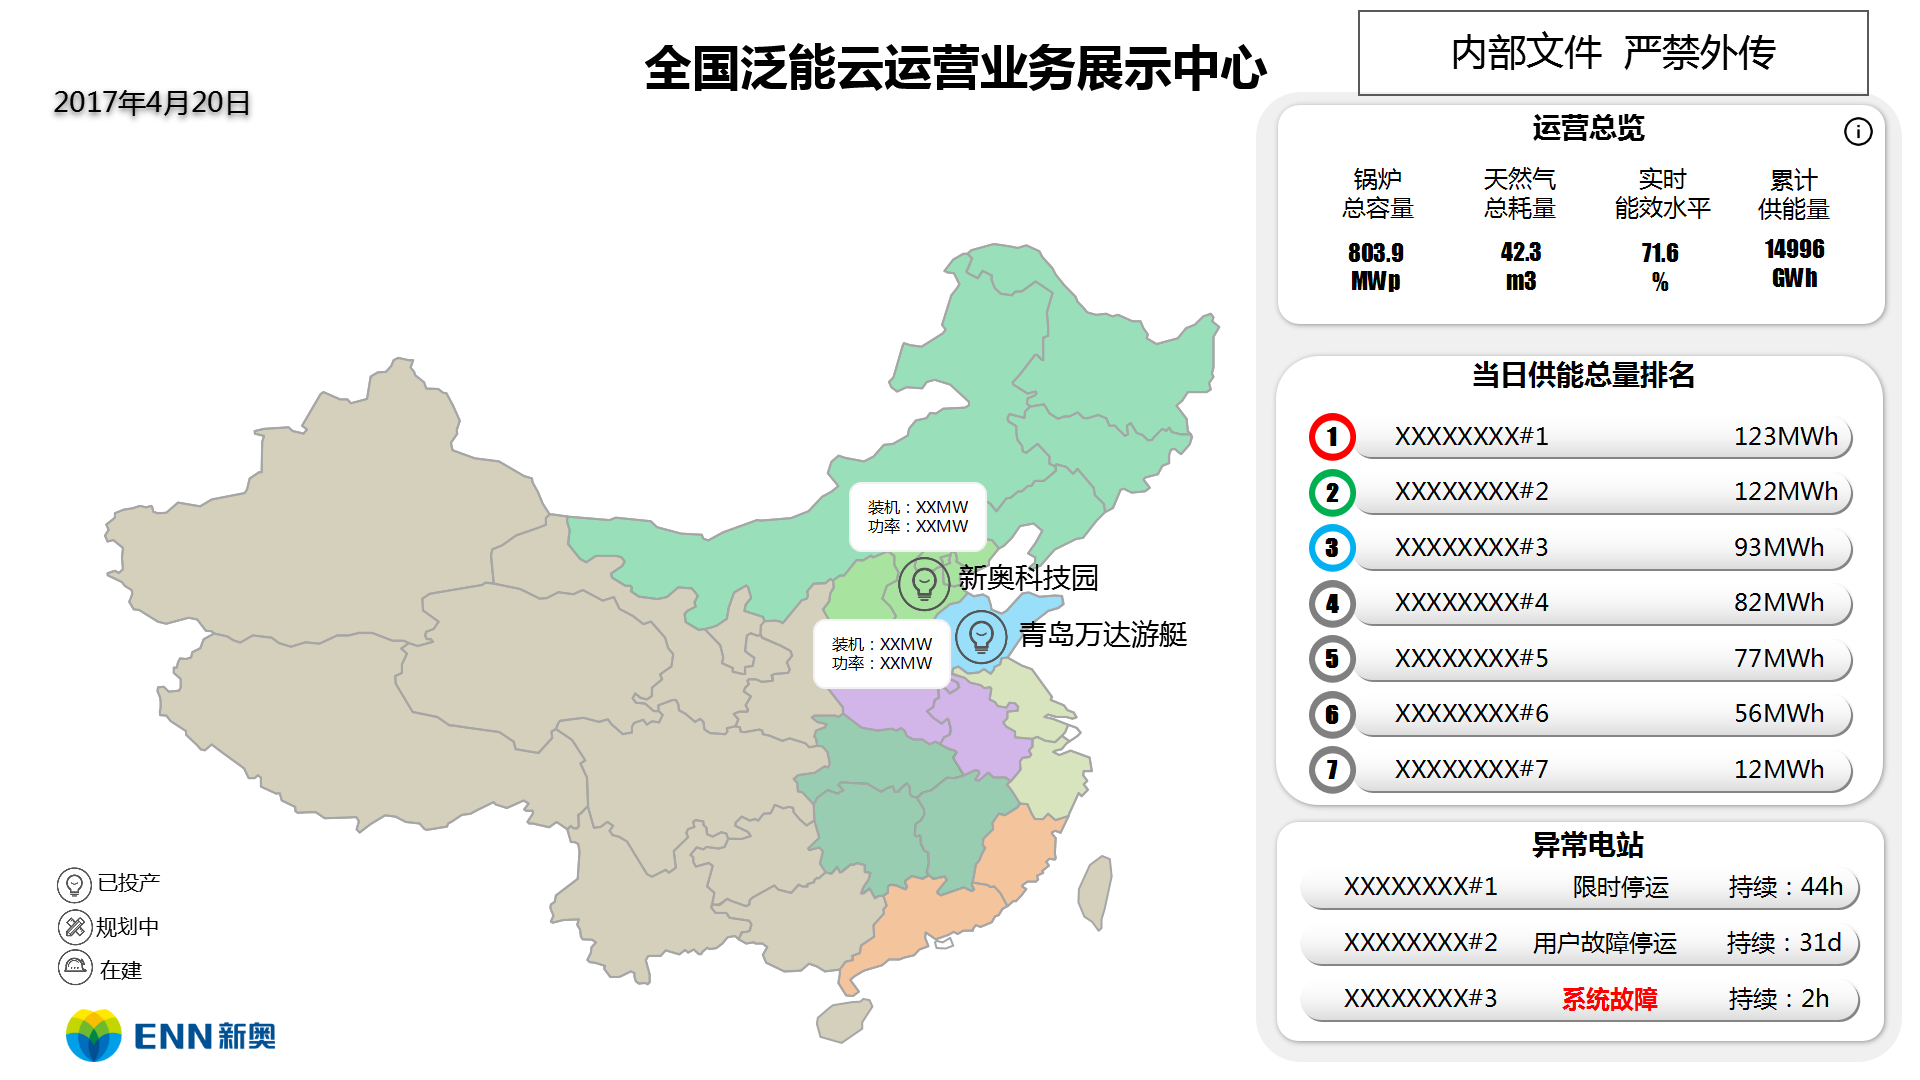 全国泛能云运营业务展示中心
内部文件 严禁外传
2017年4月20日
运营总览
锅炉
总容量
803.9
MWp
天然气
总耗量
42.3
m3
实时
能效水平
71.6
%
累计
供能量
14996
GWh
当日供能总量排名
1 XXXXXXXX#1 123MWh
2 XXXXXXXX#2 122MWh
3 XXXXXXXX#3 93MWh
4 XXXXXXXX#4 82MWh
5 XXXXXXXX#5 77MWh
6 XXXXXXXX#6 56MWh
7 XXXXXXXX#7 12MWh
异常电站
XXXXXXXX#1 限时停运 持续：44h
XXXXXXXX#2 用户故障停运 持续：31d
XXXXXXXX#3 系统故障 持续：2h
装机：XXMW
功率：XXMW
新奥科技园
青岛万达游艇
装机：XXMW
功率：XXMW
已投产
规划中
在建
ENN新奥